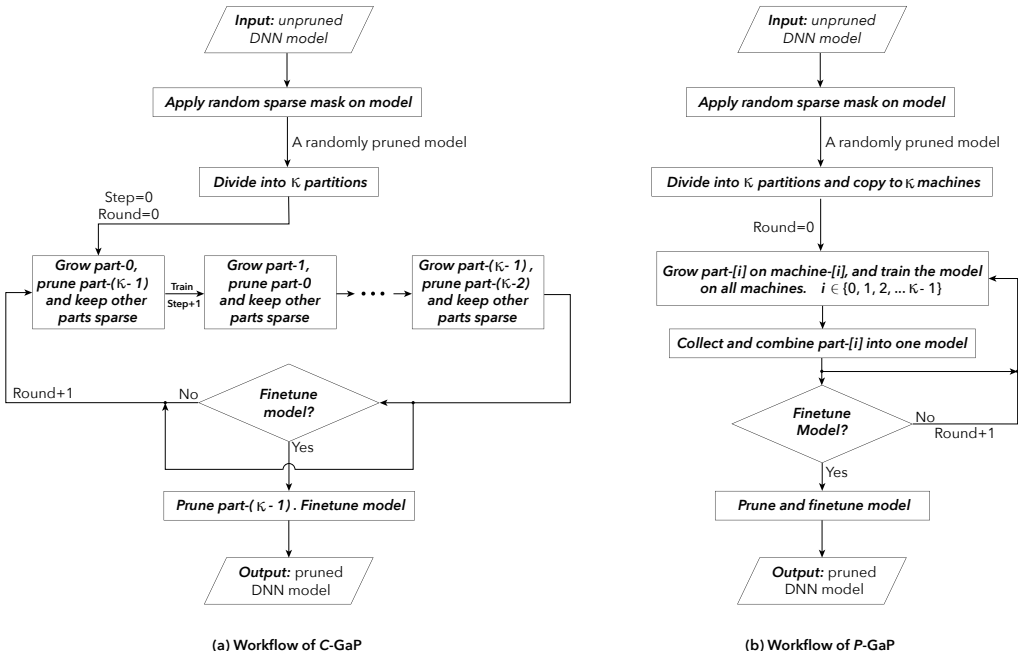 Input: unpruned
DNN model
Apply random sparse mask on model
A randomly pruned model
Divide into κ partitions
Step=0
Round=0
Grow part-0,
prune part-(κ- 1)
and keep other
parts sparse
Train
Step+1
Grow part-1,
prune part-0
and keep other
parts sparse
• • •
Grow part-(κ- 1) ,
prune part-(κ-2)
and keep other
parts sparse
Round+1
No
Finetune
model?
Yes
Prune part-( κ - 1) . Finetune model
Output: pruned
DNN model
(a) Workflow of C-GaP
Input: unpruned
DNN model
Apply random sparse mask on model
A randomly pruned model
Divide into κ partitions and copy to κ machines
Round=0
Grow part-[i] on machine-[i], and train the model
on all machines. i ∈ {0, 1, 2, ... κ - 1}
Collect and combine part-[i] into one model
Finetune
Model?
No
Round+1
Yes
Prune and finetune model
Output: pruned
DNN model
(b) Workflow of P-GaP